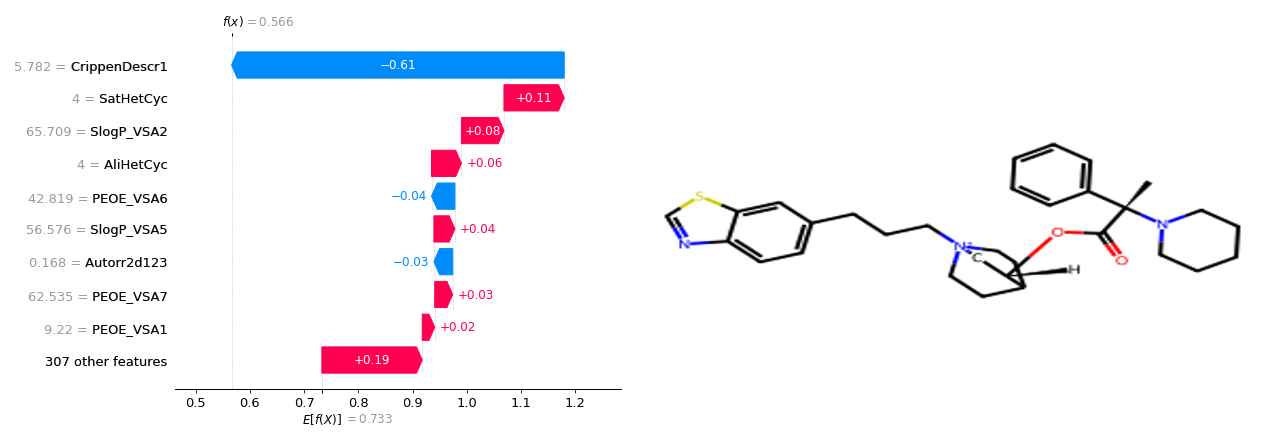 f(x) = 0.566
5.782 = CrippenDescr1
−0.61
4 = SatHetCyc
+0.11
65.709 = SlogP_VSA2
+0.08
4 = AliHetCyc
+0.06
42.819 = PEOE_VSA6
−0.04
56.576 = SlogP_VSA5
+0.04
0.168 = Autorr2d123
−0.03
62.535 = PEOE_VSA7
+0.03
9.22 = PEOE_VSA1
+0.02
307 other features
+0.19
0.5 0.6 0.7 0.8 0.9 1.0 1.1 1.2
E[f(X)] = 0.733
S
N
N+
C
O
H
O
N